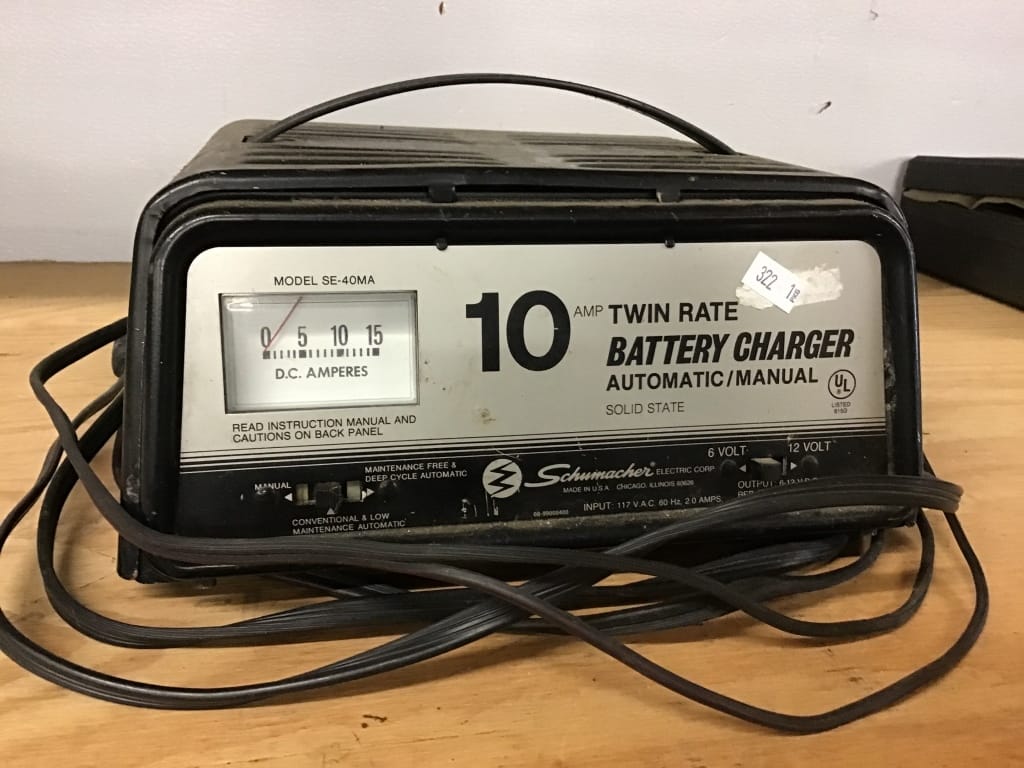 MODEL SE-40MA
0 5 10 15
D.C. AMPERES
READ INSTRUCTION MANUAL AND
CAUTIONS ON BACK PANEL
10 AMP TWIN RATE
BATTERY CHARGER
AUTOMATIC/MANUAL
SOLID STATE
322
UL
®
LISTED
MANUAL
MAINTENANCE FREE &
DEEP CYCLE AUTOMATIC
CONVENTIONAL & LOW
MAINTENANCE AUTOMATIC
Schumacher® ELECTRIC CORP.
MADE IN U.S.A. CHICAGO, ILLINOIS 60626
INPUT: 117 V.A.C. 60 Hz, 2.0 AMPS.
6 VOLT 12 VOLT
OUTPUT: 6-12 V.D.C.